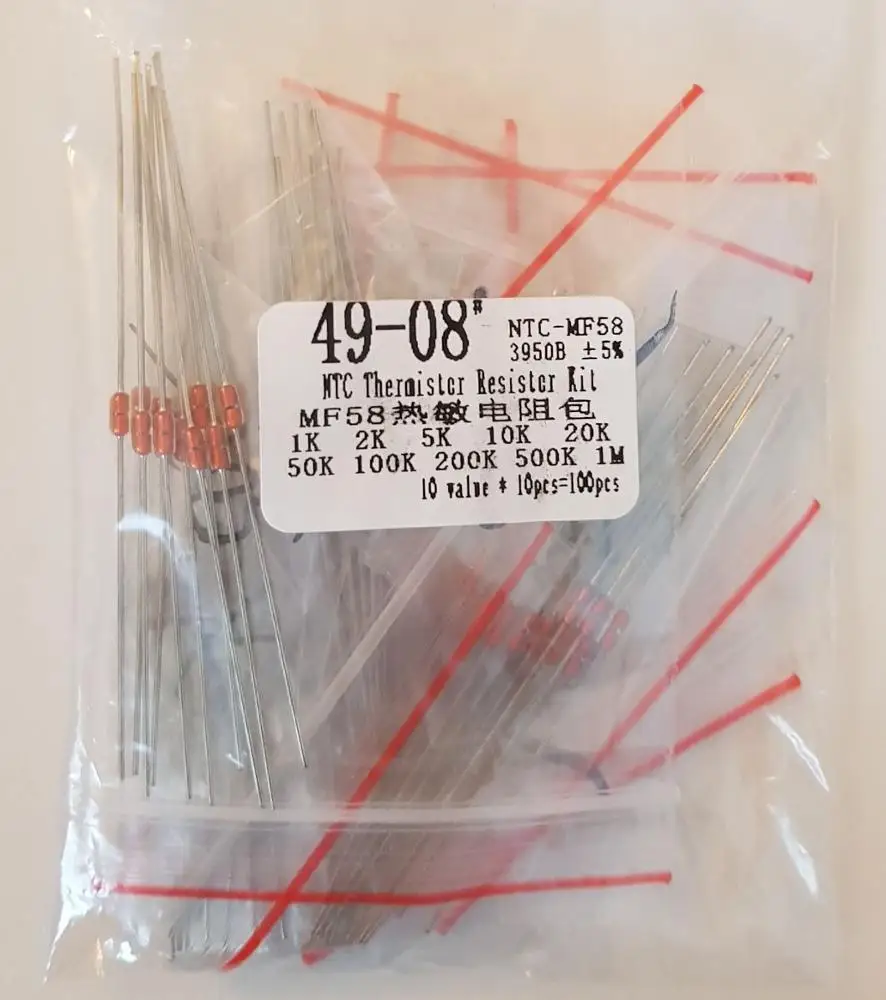 49-08#
NTC-MF58
3950B ±5%
NTC Thermistor Resistor Kit
MF58热敏电阻包
1K 2K 5K 10K 20K
50K 100K 200K 500K 1M
10 value * 10pcs=100pcs